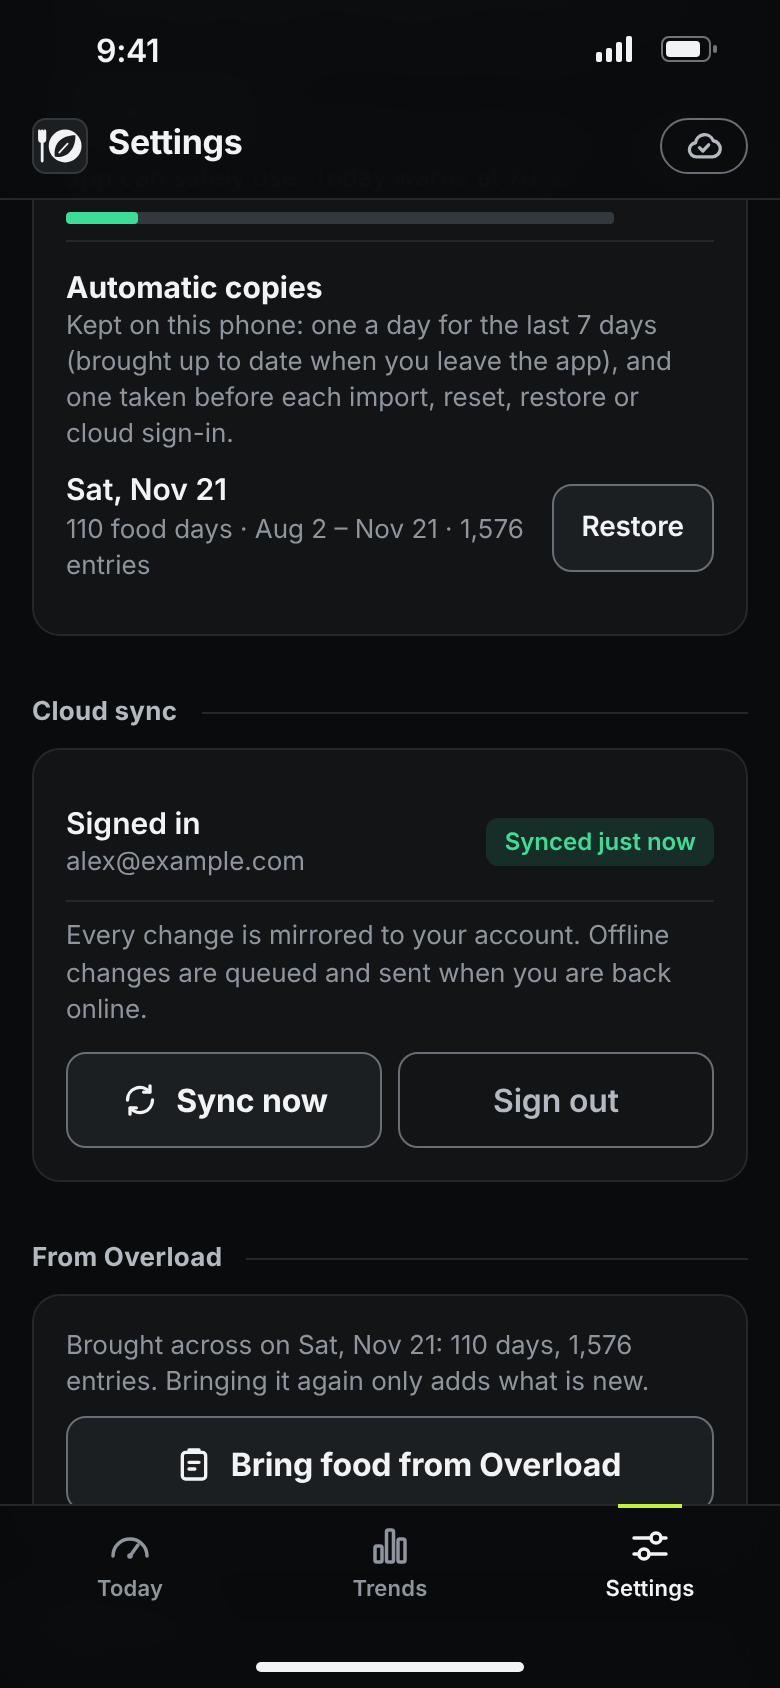 9:41
Settings
Automatic copies
Kept on this phone: one a day for the last 7 days
(brought up to date when you leave the app), and
one taken before each import, reset, restore or
cloud sign-in.
Sat, Nov 21
110 food days · Aug 2 – Nov 21 · 1,576
entries
Restore
Cloud sync
Signed in
alex@example.com
Synced just now
Every change is mirrored to your account. Offline
changes are queued and sent when you are back
online.
Sync now
Sign out
From Overload
Brought across on Sat, Nov 21: 110 days, 1,576
entries. Bringing it again only adds what is new.
Bring food from Overload
Today
Trends
Settings